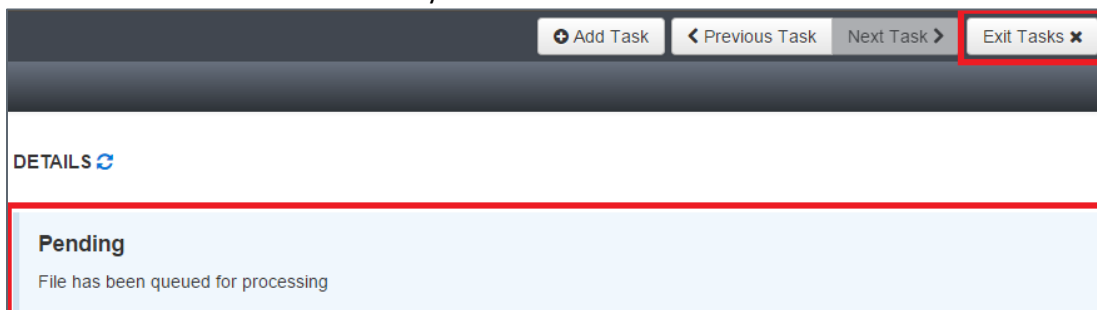 Add Task Previous Task Next Task Exit Tasks
DETAILS
Pending
File has been queued for processing